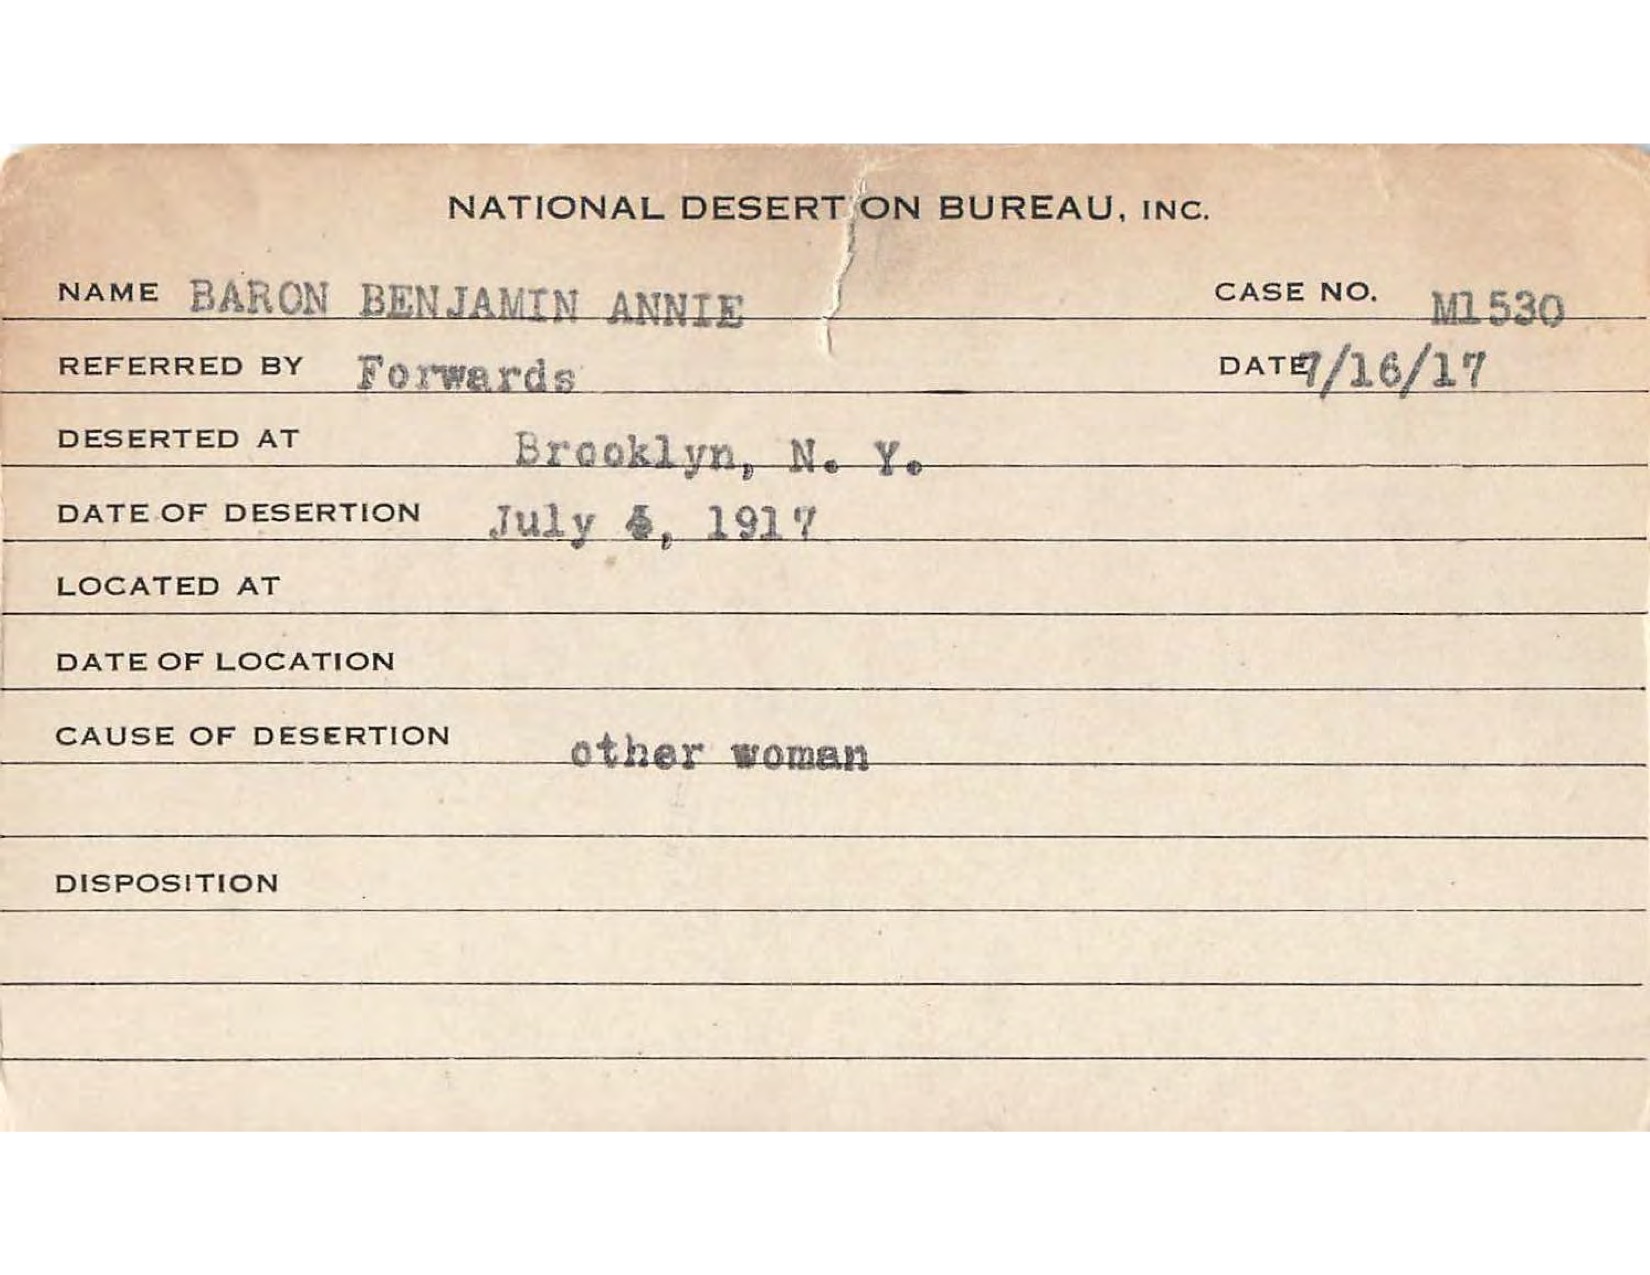 NATIONAL DESERTION BUREAU, INC.
NAME BARON BENJAMIN ANNIE CASE NO. M1530
REFERRED BY Forwards DATE 7/16/17
DESERTED AT Brooklyn, N. Y.
DATE OF DESERTION July , 1917
LOCATED AT
DATE OF LOCATION
CAUSE OF DESERTION other woman
DISPOSITION